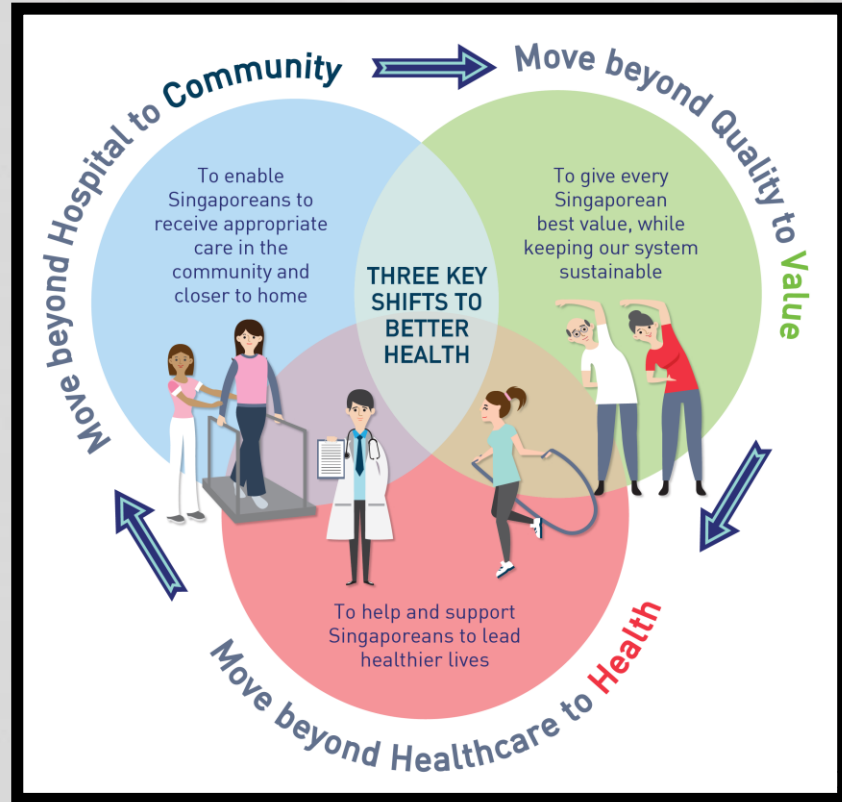 Move beyond Hospital to Community
Move beyond Quality to Value
To enable
Singaporeans to
receive appropriate
care in the
community and
closer to home
To give every
Singaporean
best value, while
keeping our system
sustainable
THREE KEY
SHIFTS TO
BETTER
HEALTH
To help and support
Singaporeans to lead
healthier lives
Move beyond Healthcare to Health